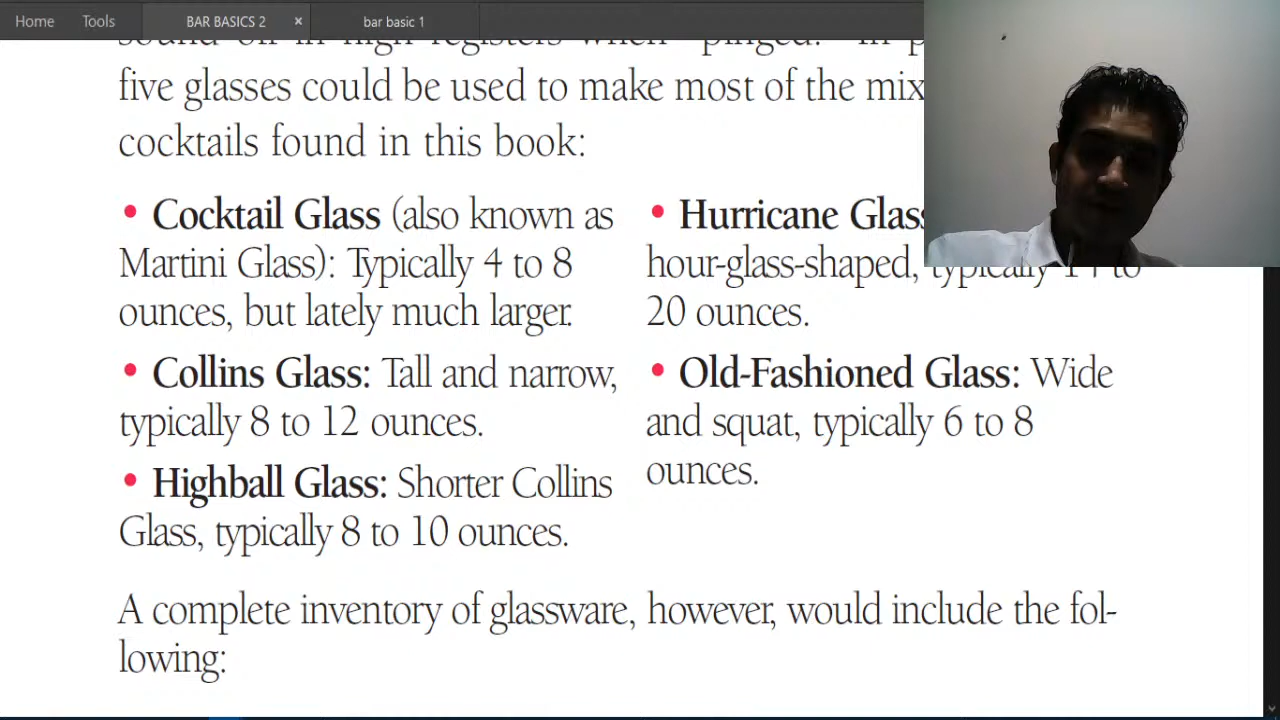 Home Tools BAR BASICS 2 × bar basic 1
sound off in high registers when "pinged." In p
five glasses could be used to make most of the mix
cocktails found in this book:
• Cocktail Glass (also known as
Martini Glass): Typically 4 to 8
ounces, but lately much larger.
• Collins Glass: Tall and narrow,
typically 8 to 12 ounces.
• Highball Glass: Shorter Collins
Glass, typically 8 to 10 ounces.
• Hurricane Glass
hour-glass-shaped, typically 14 to
20 ounces.
• Old-Fashioned Glass: Wide
and squat, typically 6 to 8
ounces.
A complete inventory of glassware, however, would include the fol-
lowing: